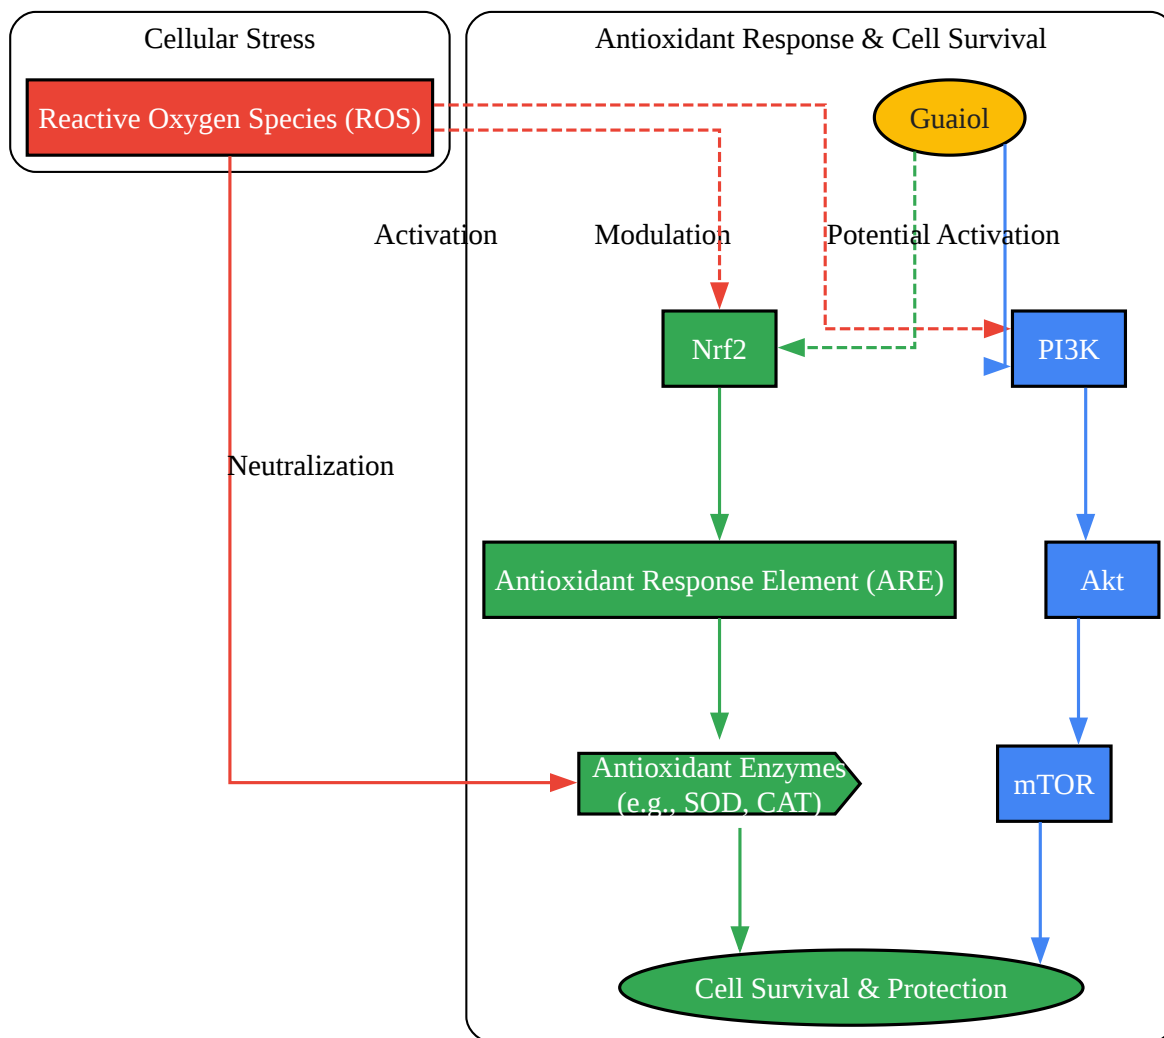 Cellular Stress
Antioxidant Response & Cell Survival
Reactive Oxygen Species (ROS)
Guaiol
Activation
Modulation
Potential Activation
Nrf2
PI3K
Neutralization
Antioxidant Response Element (ARE)
Akt
Antioxidant Enzymes
(e.g., SOD, CAT)
mTOR
Cell Survival & Protection